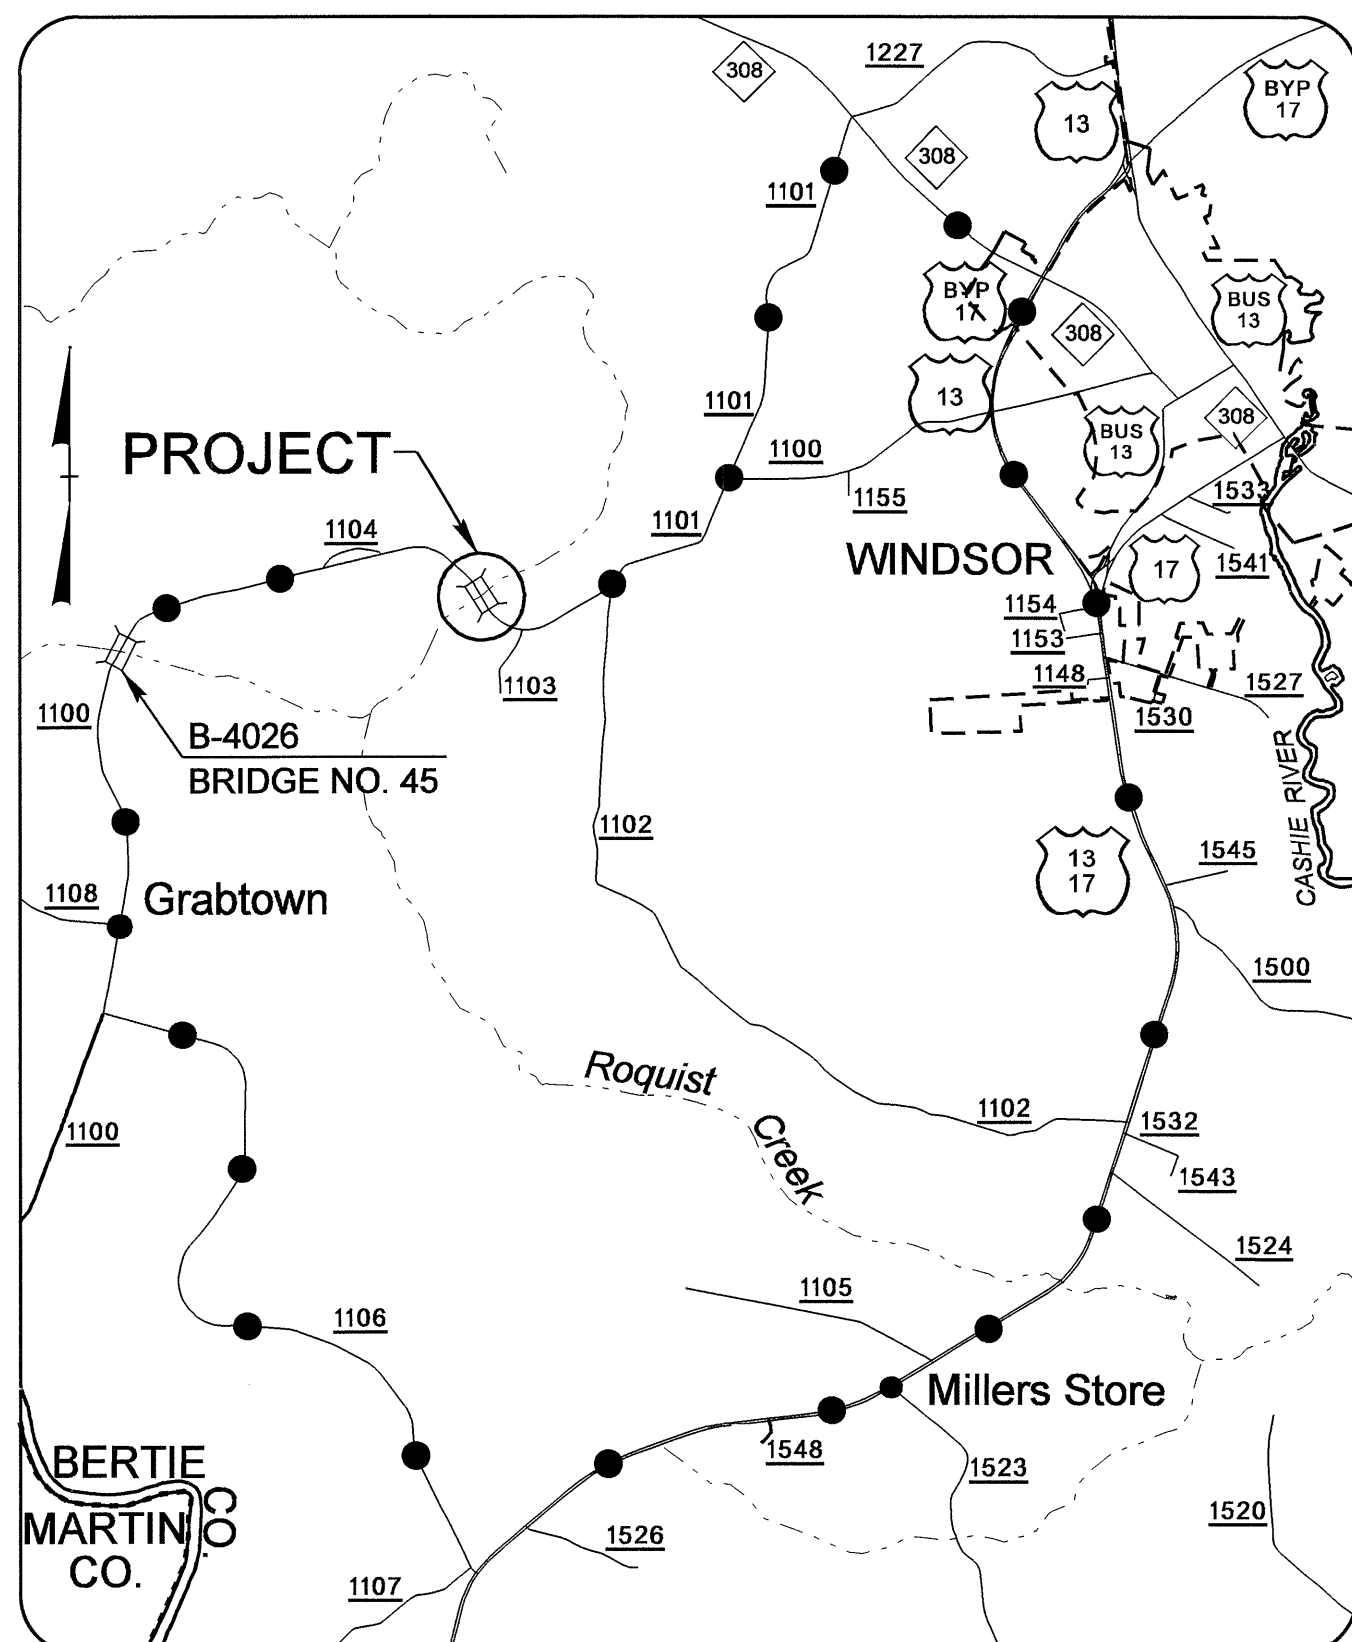 1227
308
13
BYP
17
308
1101
BYP
17
BUS
13
308
13
1101
308
BUS
13
PROJECT
1100
1155
1533
1101
1104
WINDSOR
17
1541
1154
1153
1148
1103
1527
1530
1100
B-4026
BRIDGE NO. 45
CASHIE RIVER
1102
13
17
1545
1108
Grabtown
1500
Roquist
Creek
1102
1532
1100
1543
1524
1105
1106
Millers Store
1548
1523
BERTIE
CO.
MARTIN
CO.
1520
1526
1107